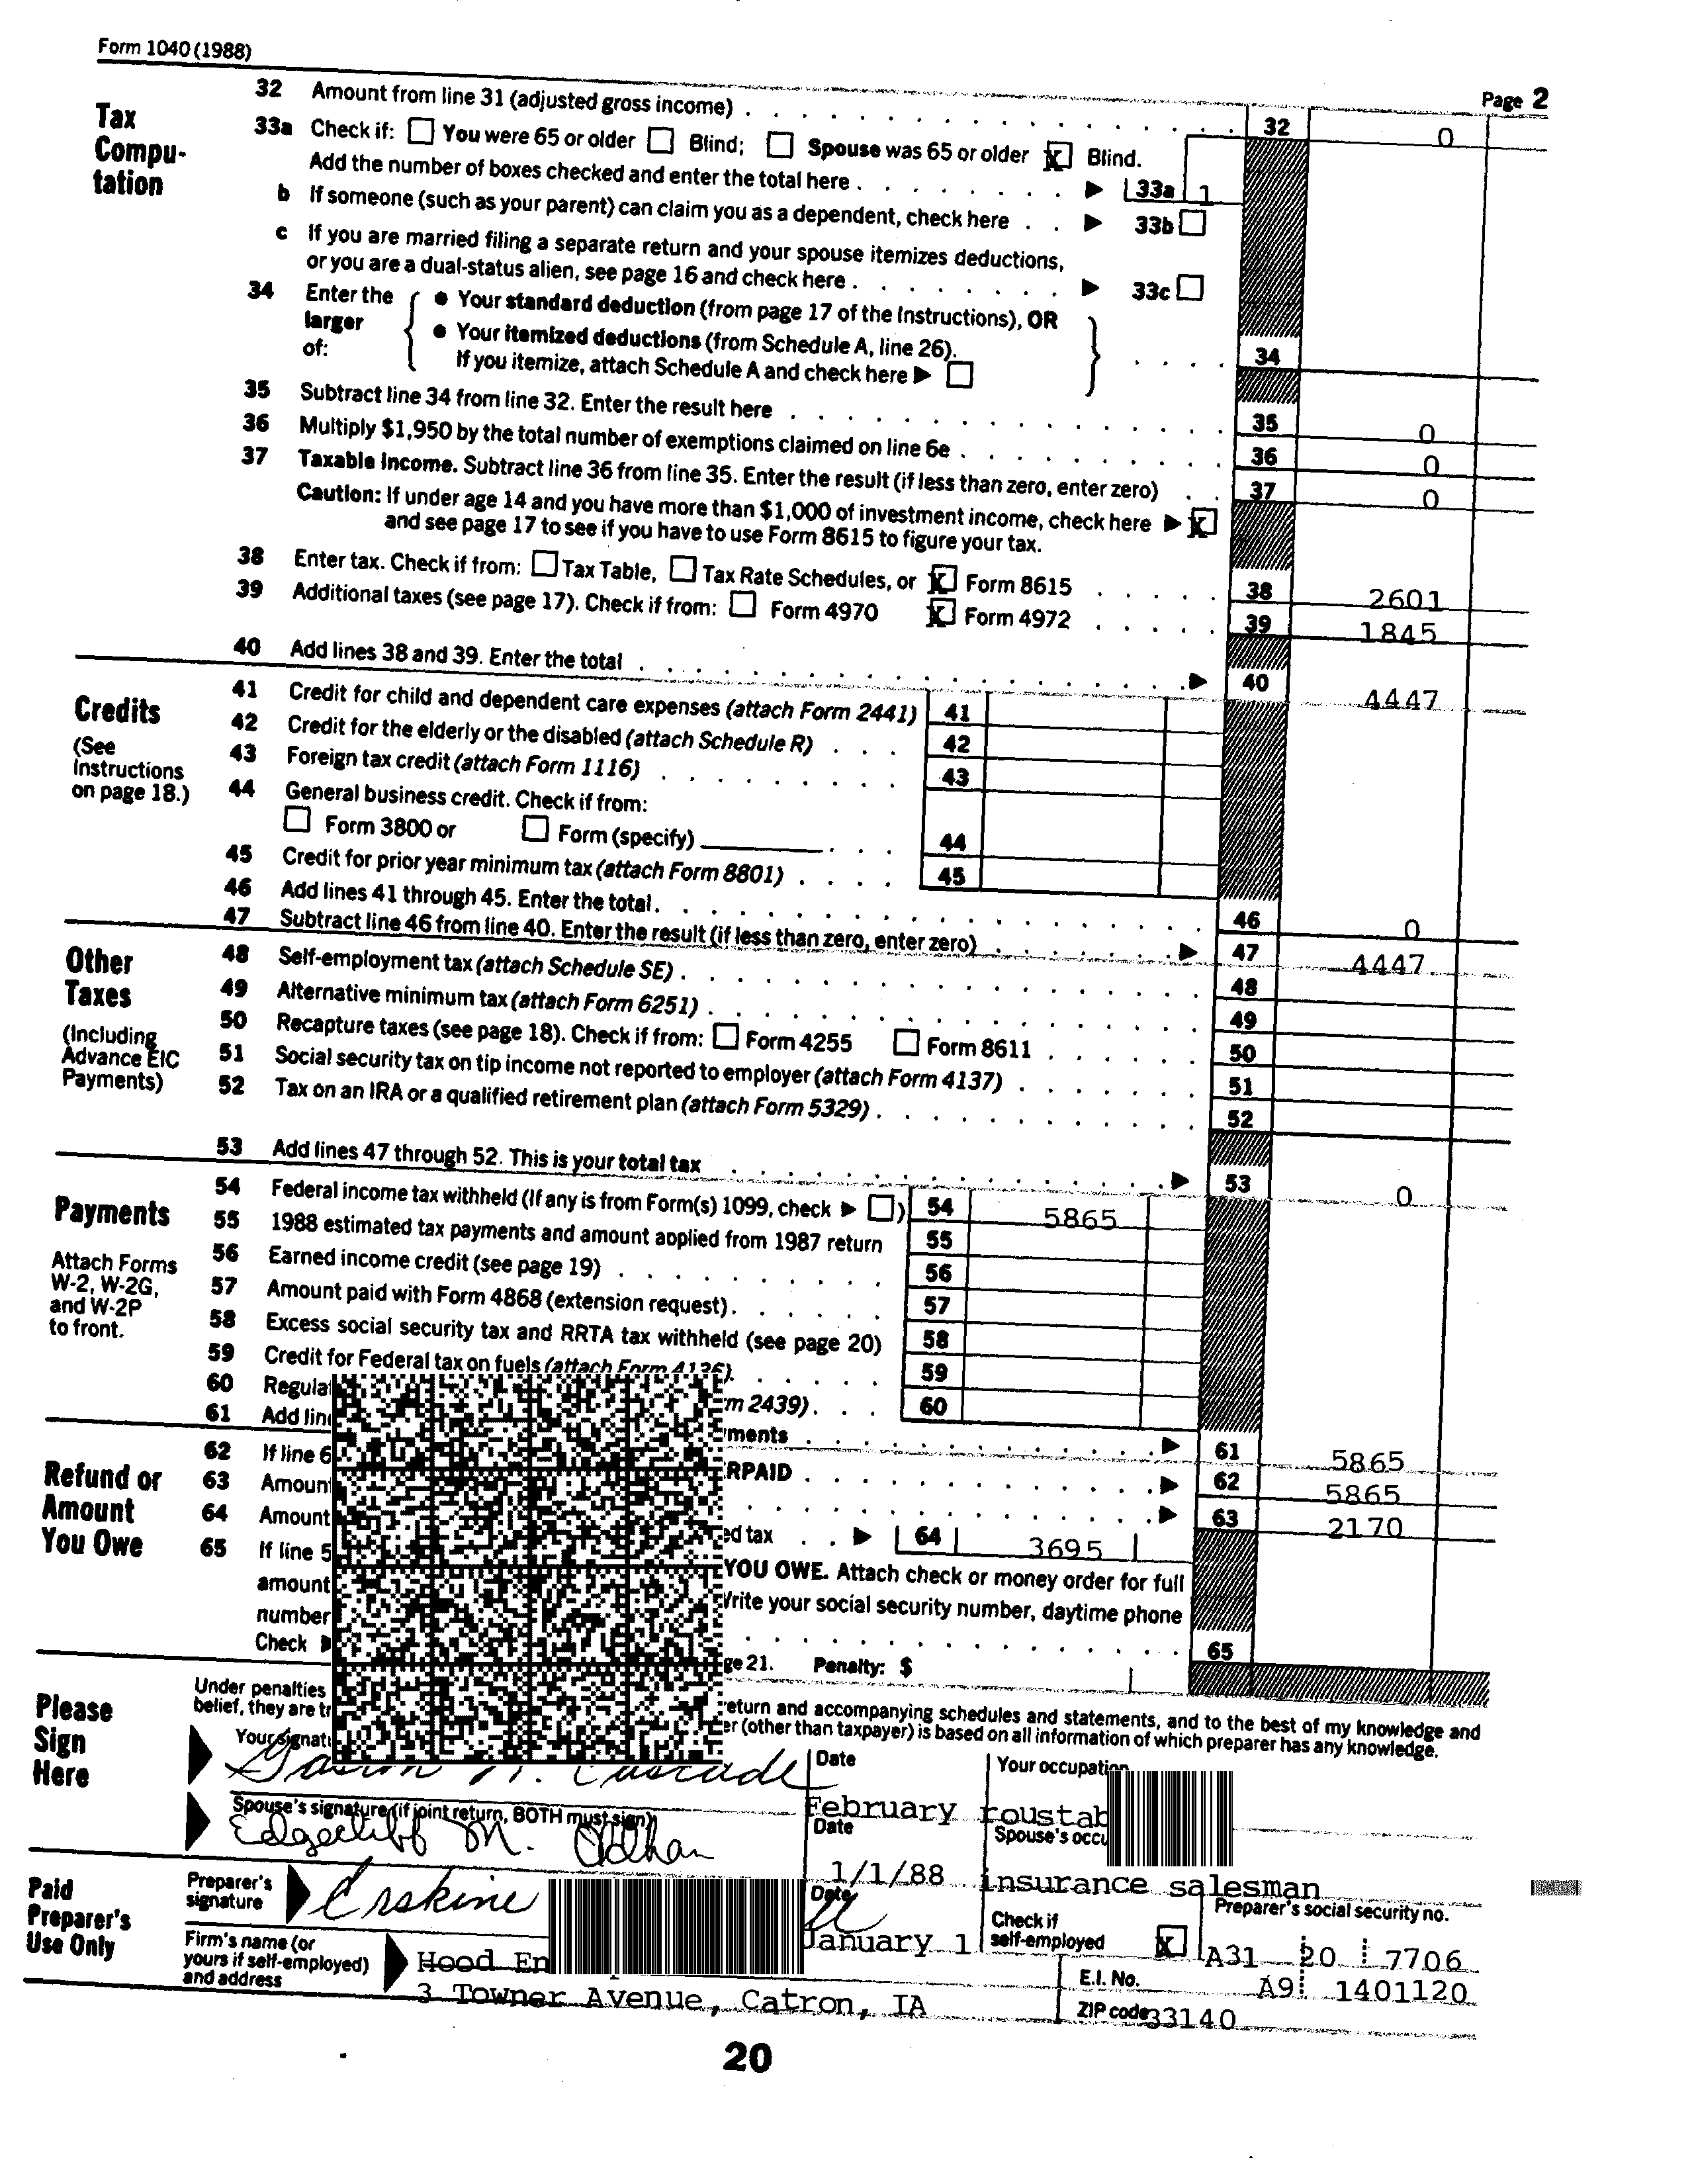 Form 1040 (1988)
Page 2
Tax Compu-tation
32 Amount from line 31 (adjusted gross income) 32 0
33a Check if: You were 65 or older Blind; Spouse was 65 or older X Blind.
Add the number of boxes checked and enter the total here 33a 1
b If someone (such as your parent) can claim you as a dependent, check here 33b
c If you are married filing a separate return and your spouse itemizes deductions,
or you are a dual-status alien, see page 16 and check here 33c
34 Enter the larger of:
• Your standard deduction (from page 17 of the Instructions), OR
• Your itemized deductions (from Schedule A, line 26).
If you itemize, attach Schedule A and check here 34
35 Subtract line 34 from line 32. Enter the result here 35 0
36 Multiply $1,950 by the total number of exemptions claimed on line 6e 36 0
37 Taxable income. Subtract line 36 from line 35. Enter the result (if less than zero, enter zero) 37 0
Caution: If under age 14 and you have more than $1,000 of investment income, check here X
and see page 17 to see if you have to use Form 8615 to figure your tax.
38 Enter tax. Check if from: Tax Table, Tax Rate Schedules, or X Form 8615 38 2601
39 Additional taxes (see page 17). Check if from: Form 4970 X Form 4972 39 1845
40 Add lines 38 and 39. Enter the total 40 4447
Credits
(See Instructions on page 18.)
41 Credit for child and dependent care expenses (attach Form 2441) 41
42 Credit for the elderly or the disabled (attach Schedule R) 42
43 Foreign tax credit (attach Form 1116) 43
44 General business credit. Check if from:
Form 3800 or Form (specify) 44
45 Credit for prior year minimum tax (attach Form 8801) 45
46 Add lines 41 through 45. Enter the total. 46 0
47 Subtract line 46 from line 40. Enter the result (if less than zero, enter zero) 47 4447
Other Taxes
(Including Advance EIC Payments)
48 Self-employment tax (attach Schedule SE) 48
49 Alternative minimum tax (attach Form 6251) 49
50 Recapture taxes (see page 18). Check if from: Form 4255 Form 8611 50
51 Social security tax on tip income not reported to employer (attach Form 4137) 51
52 Tax on an IRA or a qualified retirement plan (attach Form 5329) 52
53 Add lines 47 through 52. This is your total tax 53 0
Payments
Attach Forms W-2, W-2G, and W-2P to front.
54 Federal income tax withheld (If any is from Form(s) 1099, check ) 54 5865
55 1988 estimated tax payments and amount applied from 1987 return 55
56 Earned income credit (see page 19) 56
57 Amount paid with Form 4868 (extension request) 57
58 Excess social security tax and RRTA tax withheld (see page 20) 58
59 Credit for Federal tax on fuels (attach Form 4136). 59
60 Regula rm 2439) 60
61 Add lin ments 61 5865
Refund or Amount You Owe
62 If line 6 RPAID 62 5865
63 Amoun 63 2170
64 Amount ed tax 64 3695
65 If line 5 YOU OWE. Attach check or money order for full
amount Write your social security number, daytime phone
number 65
Check ge 21. Penalty: $
Please Sign Here
Under penalties eturn and accompanying schedules and statements, and to the best of my knowledge and
belief, they are tr er (other than taxpayer) is based on all information of which preparer has any knowledge.
Your signat Date Your occupation
M. Cascade February roustab
Spouse's signature (if joint return, BOTH must sign) Date Spouse's occu
Edgecliff M. Oldhan 1/1/88 insurance salesman
Paid Preparer's Use Only
Preparer's signature Erskine Date Check if self-employed X Preparer's social security no.
January 1 A31 20 7706
Firm's name (or yours if self-employed) and address Hood En E.I. No. A9 1401120
3 Towner Avenue, Catron, IA ZIP code 33140
20